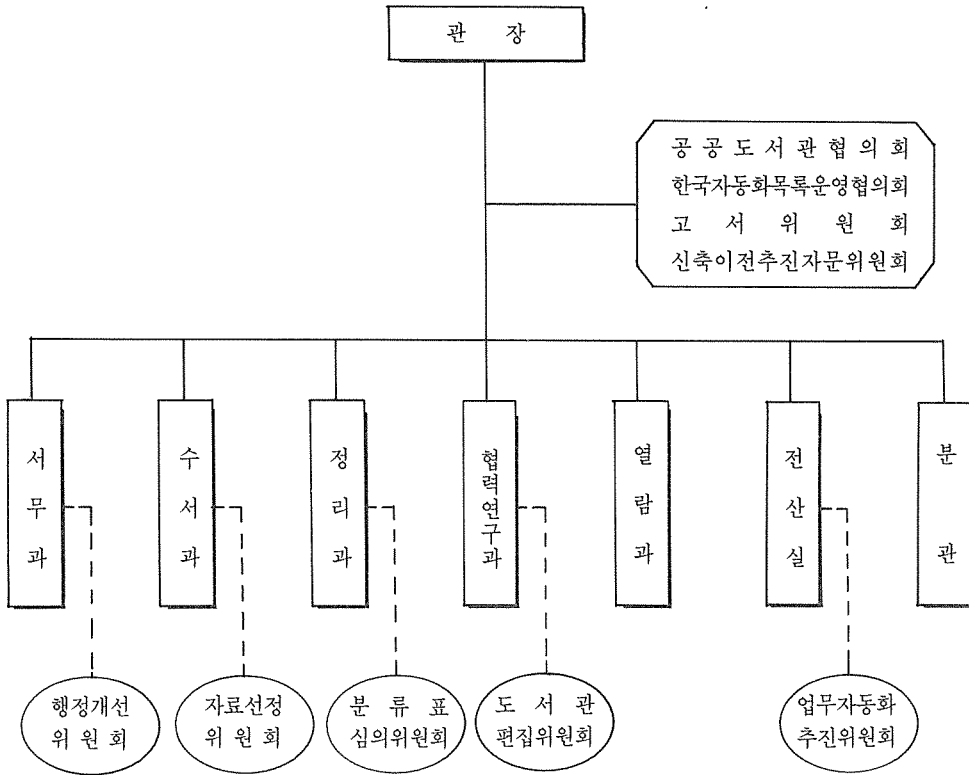 관 장
공 공 도 서 관 협 의 회
한국자동화목록운영협의회
고 서 위 원 회
신축이전추진자문위원회
서무과
수서과
정리과
협력연구과
열람과
전산실
분관
행정개선
위 원 회
자료선정
위 원 회
분 류 표
심의위원회
도 서 관
편집위원회
업무자동화
추진위원회